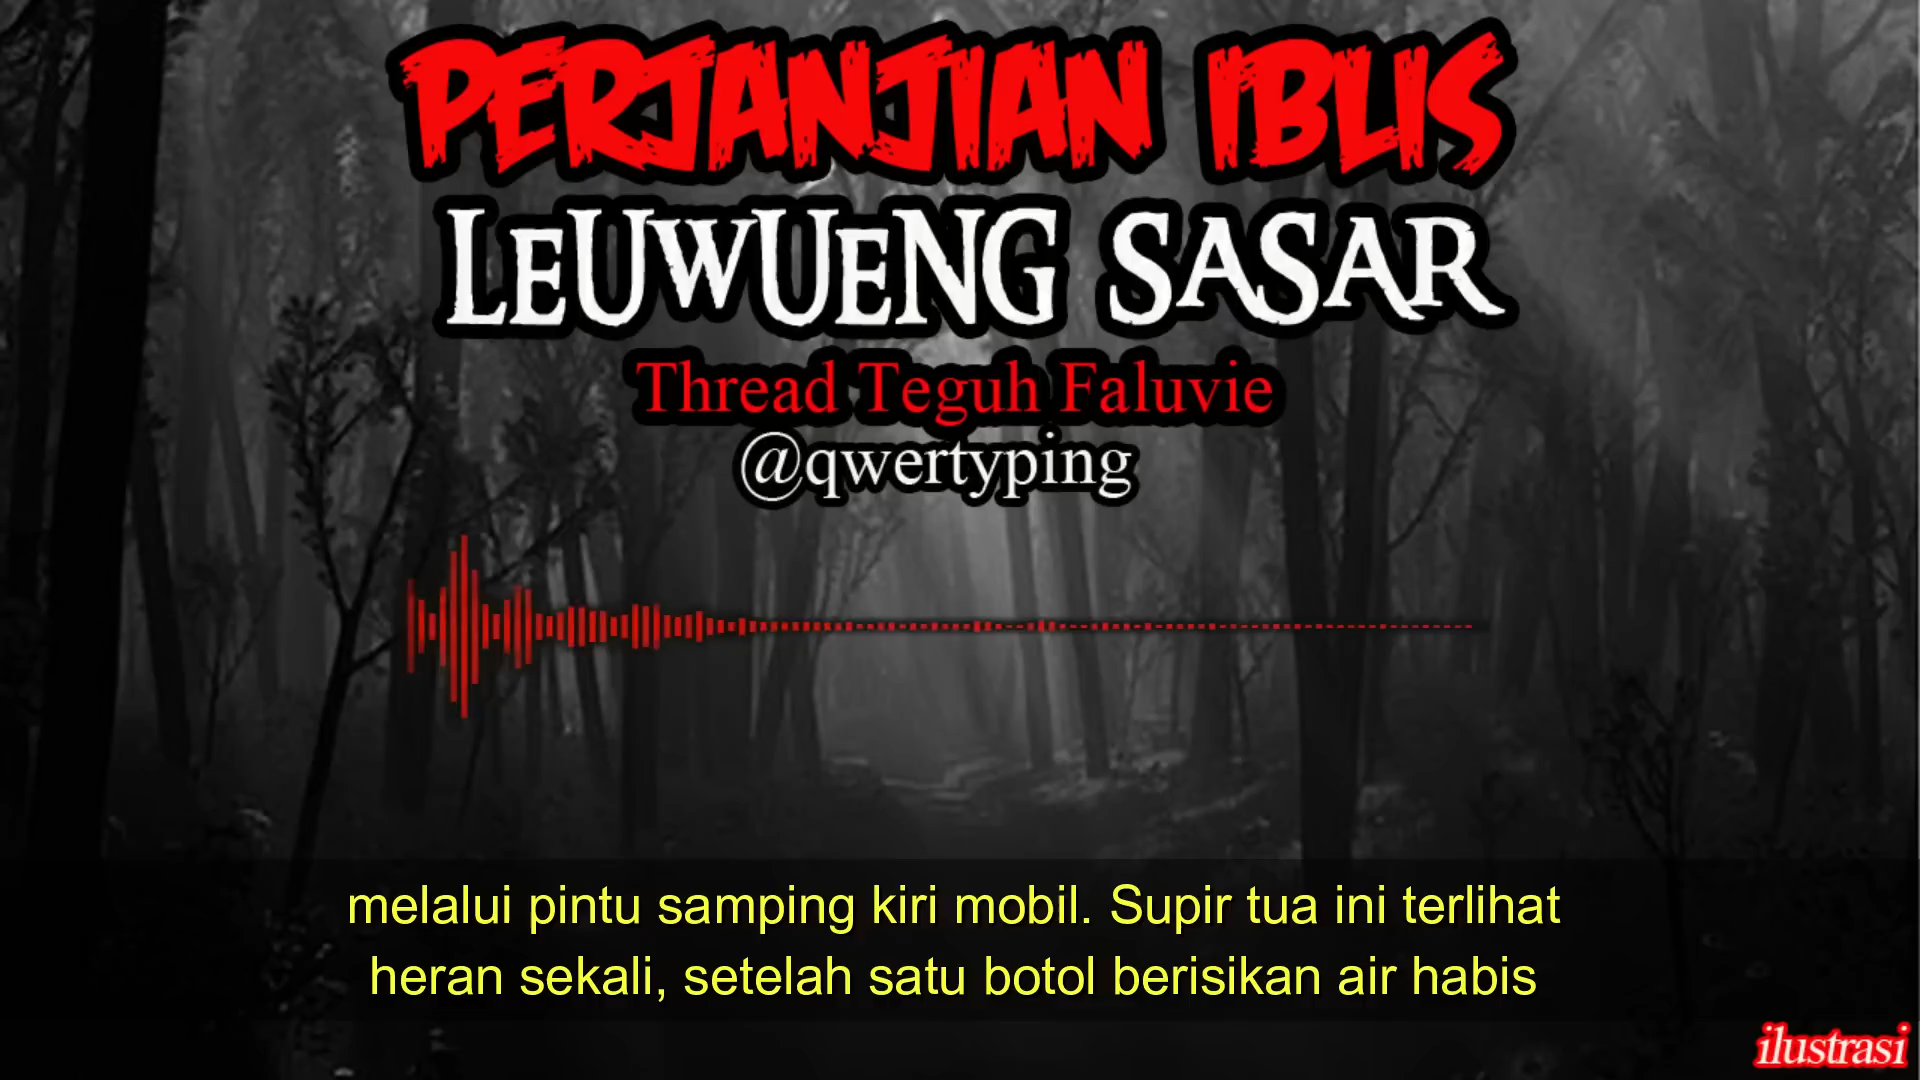 PERJANJIAN IBLIS
LEUWUENG SASAR
Thread Teguh Faluvie
@qwertyping
melalui pintu samping kiri mobil. Supir tua ini terlihat
heran sekali, setelah satu botol berisikan air habis
ilustrasi